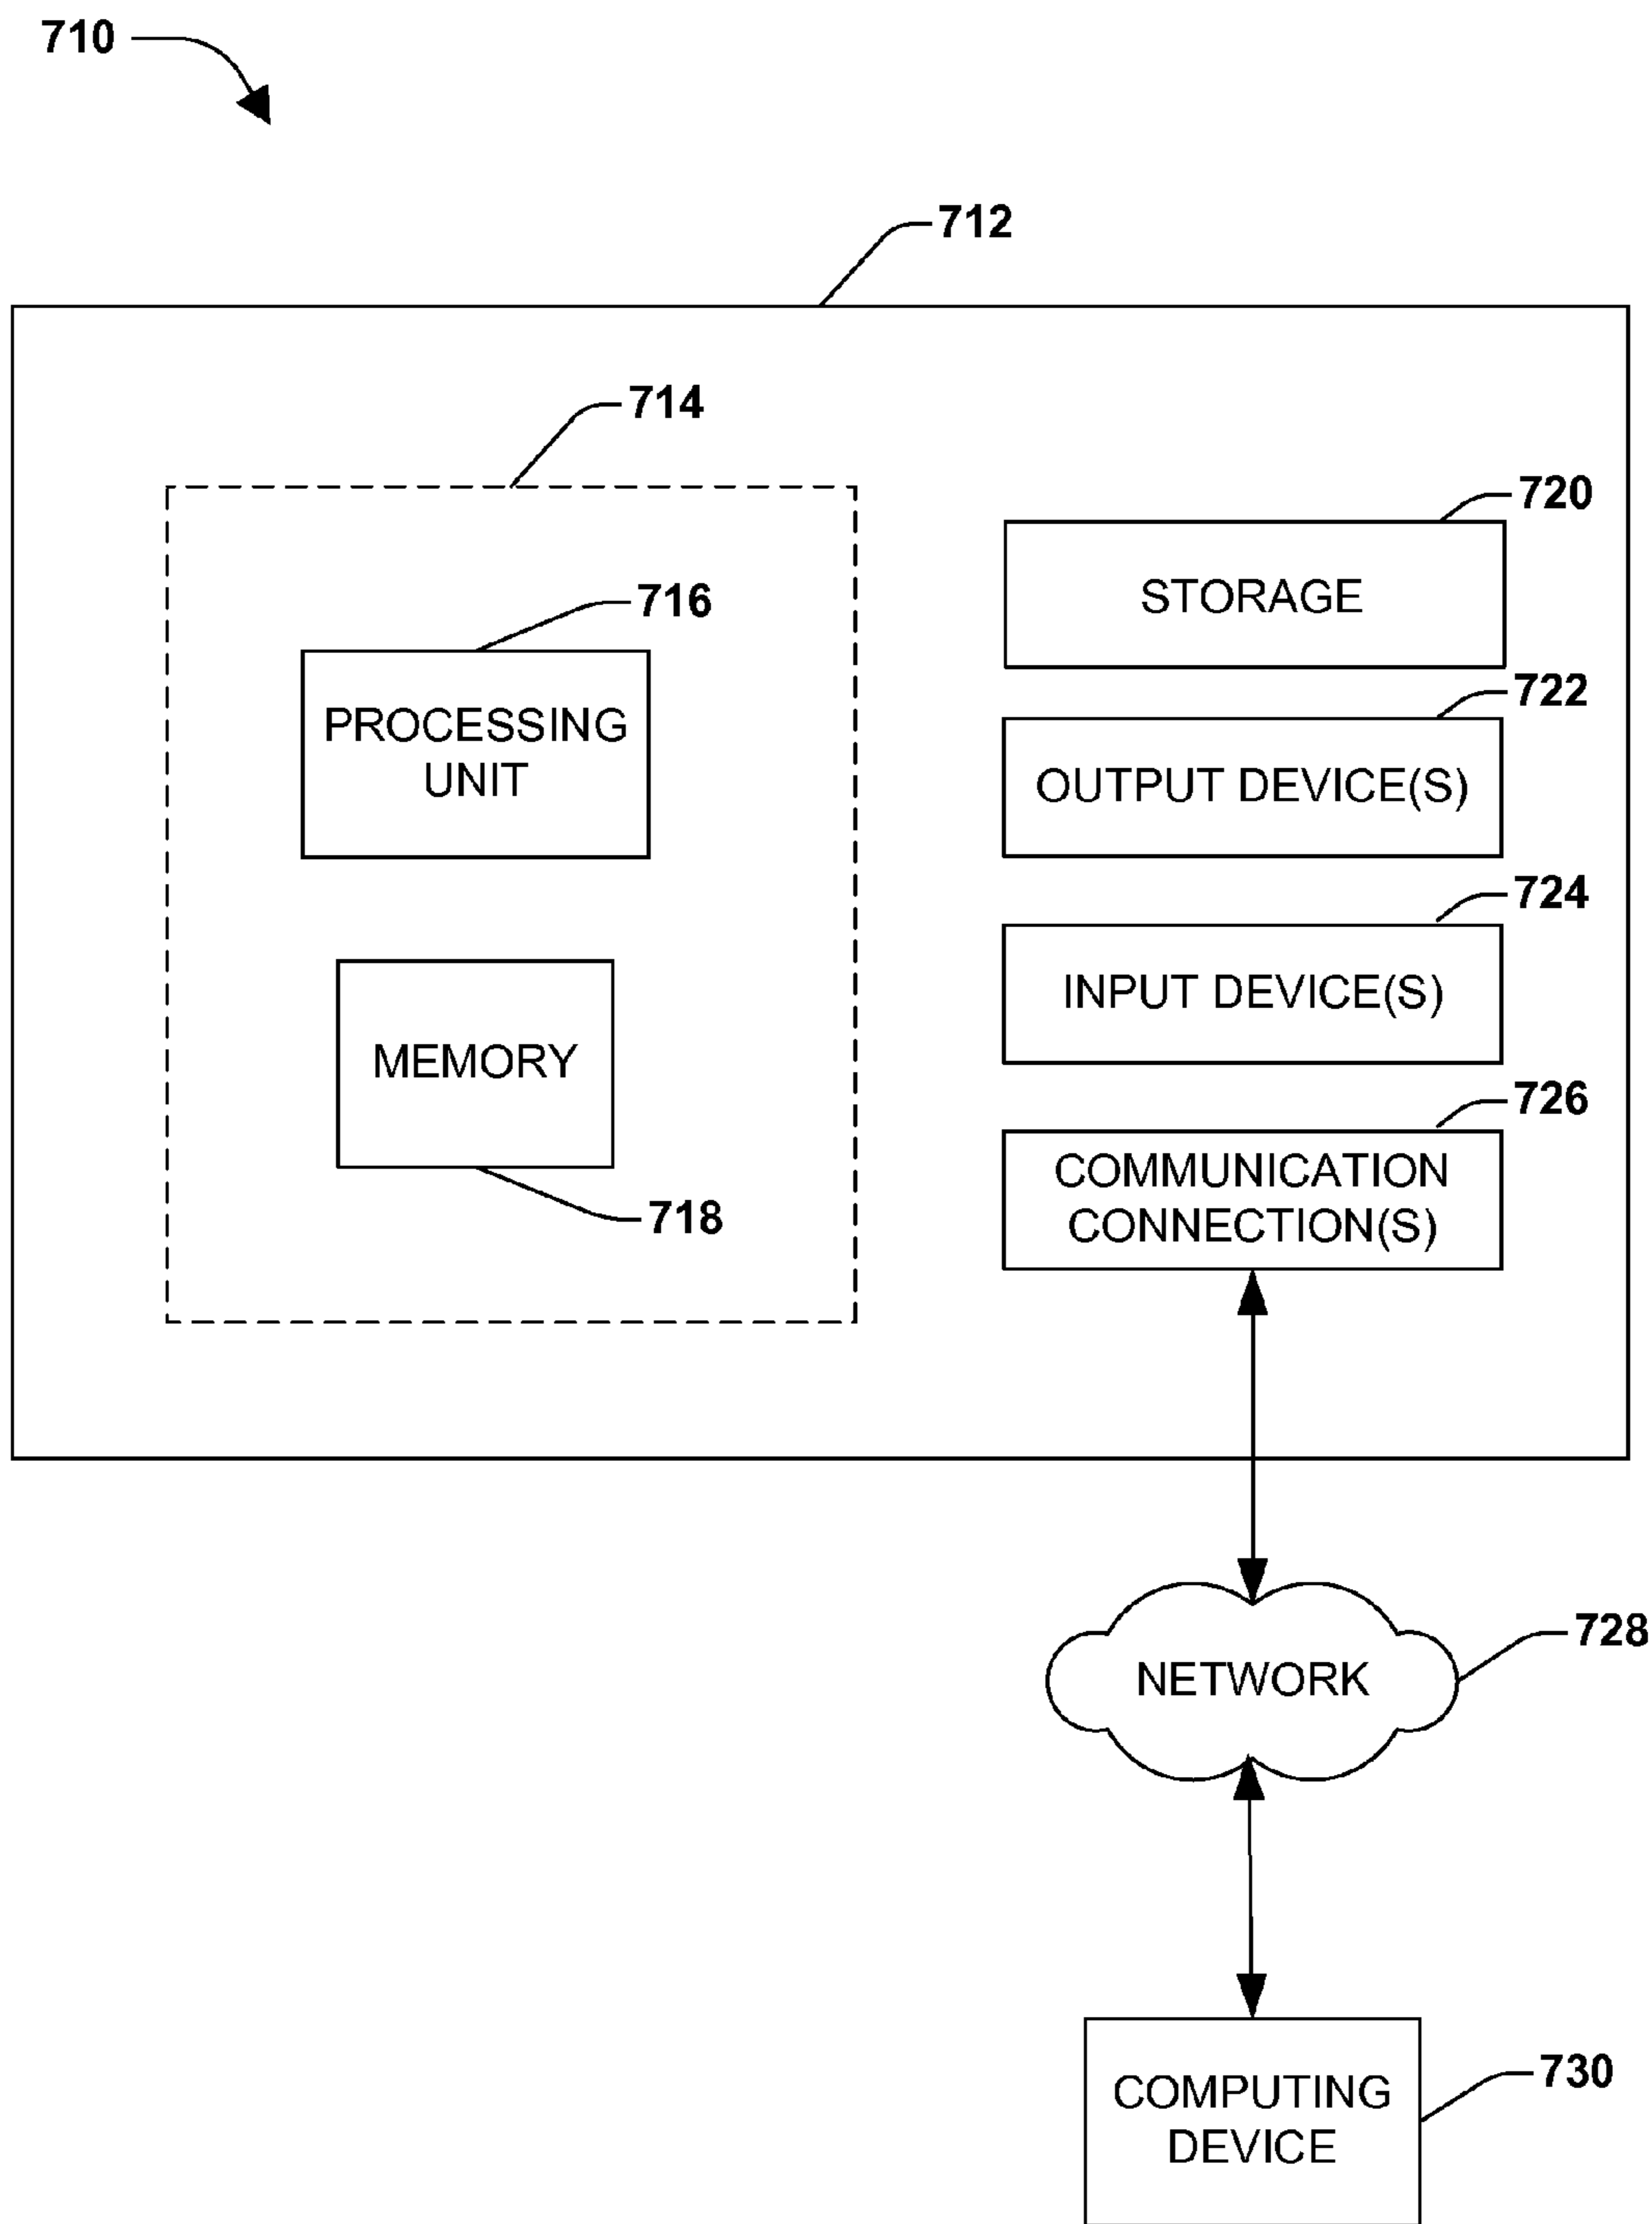 710
712
714
720
716
STORAGE
722
PROCESSING
UNIT
OUTPUT DEVICE(S)
724
INPUT DEVICE(S)
MEMORY
726
COMMUNICATION
CONNECTION(S)
718
728
NETWORK
730
COMPUTING
DEVICE